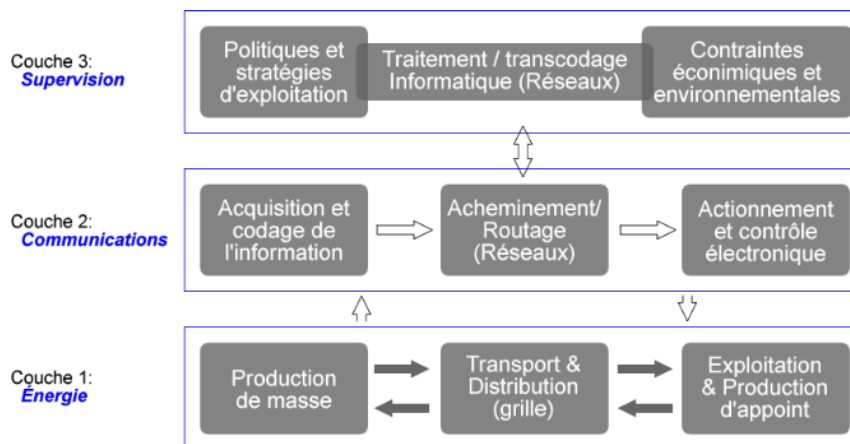 Couche 3:
Supervision
Politiques et
stratégies
d'exploitation
Traitement / transcodage
Informatique (Réseaux)
Contraintes
éconimiques et
environnementales
Couche 2:
Communications
Acquisition et
codage de
l'information
Acheminement/
Routage
(Réseaux)
Actionnement
et contrôle
électronique
Couche 1:
Énergie
Production
de masse
Transport &
Distribution
(grille)
Exploitation
& Production
d'appoint